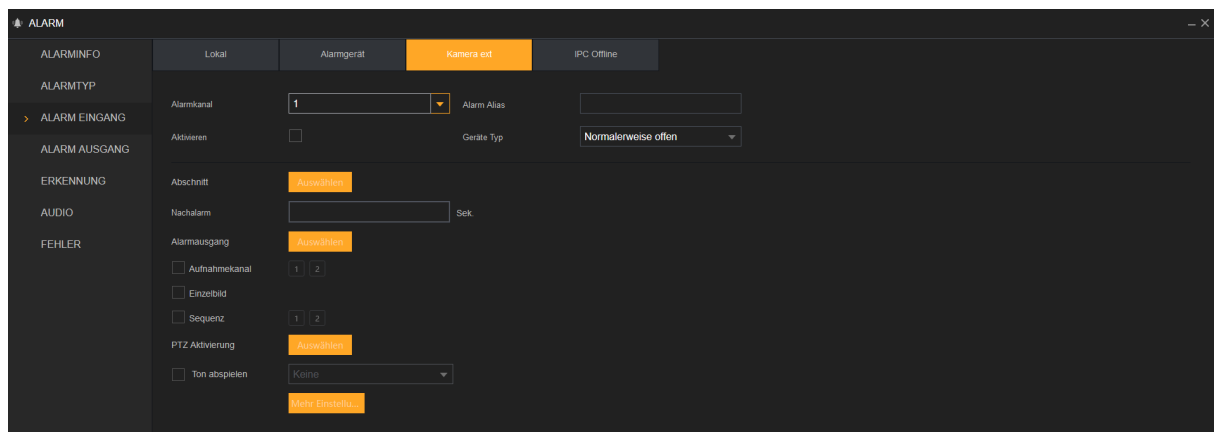 ALARM
ALARMINFO
ALARMTYP
ALARM EINGANG
ALARM AUSGANG
ERKENNUNG
AUDIO
FEHLER
Lokal Alarmgerät Kamera ext IPC Offline
Alarmkanal 1 Alarm Alias
Aktivieren Geräte Typ Normalerweise offen
Abschnitt Auswählen
Nachalarm Sek.
Alarmausgang Auswählen
Aufnahmekanal 1 2
Einzelbild
Sequenz 1 2
PTZ Aktivierung Auswählen
Ton abspielen Keine
Mehr Einstellu...